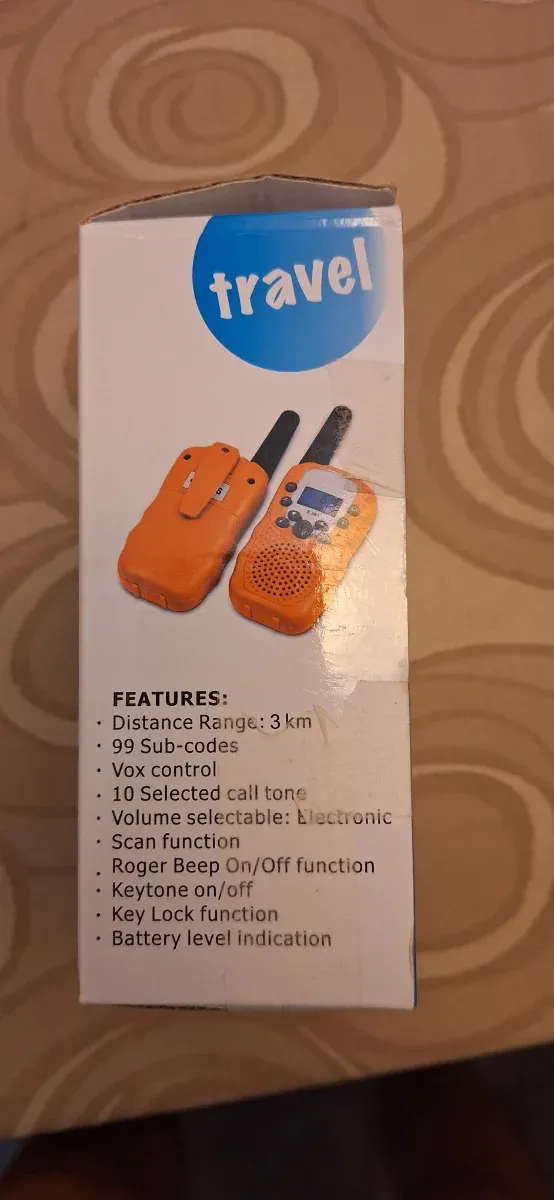 travel
FEATURES:
· Distance Range: 3 km
· 99 Sub-codes
· Vox control
· 10 Selected call tone
· Volume selectable: Electronic
· Scan function
. Roger Beep On/Off function
· Keytone on/off
· Key Lock function
· Battery level indication